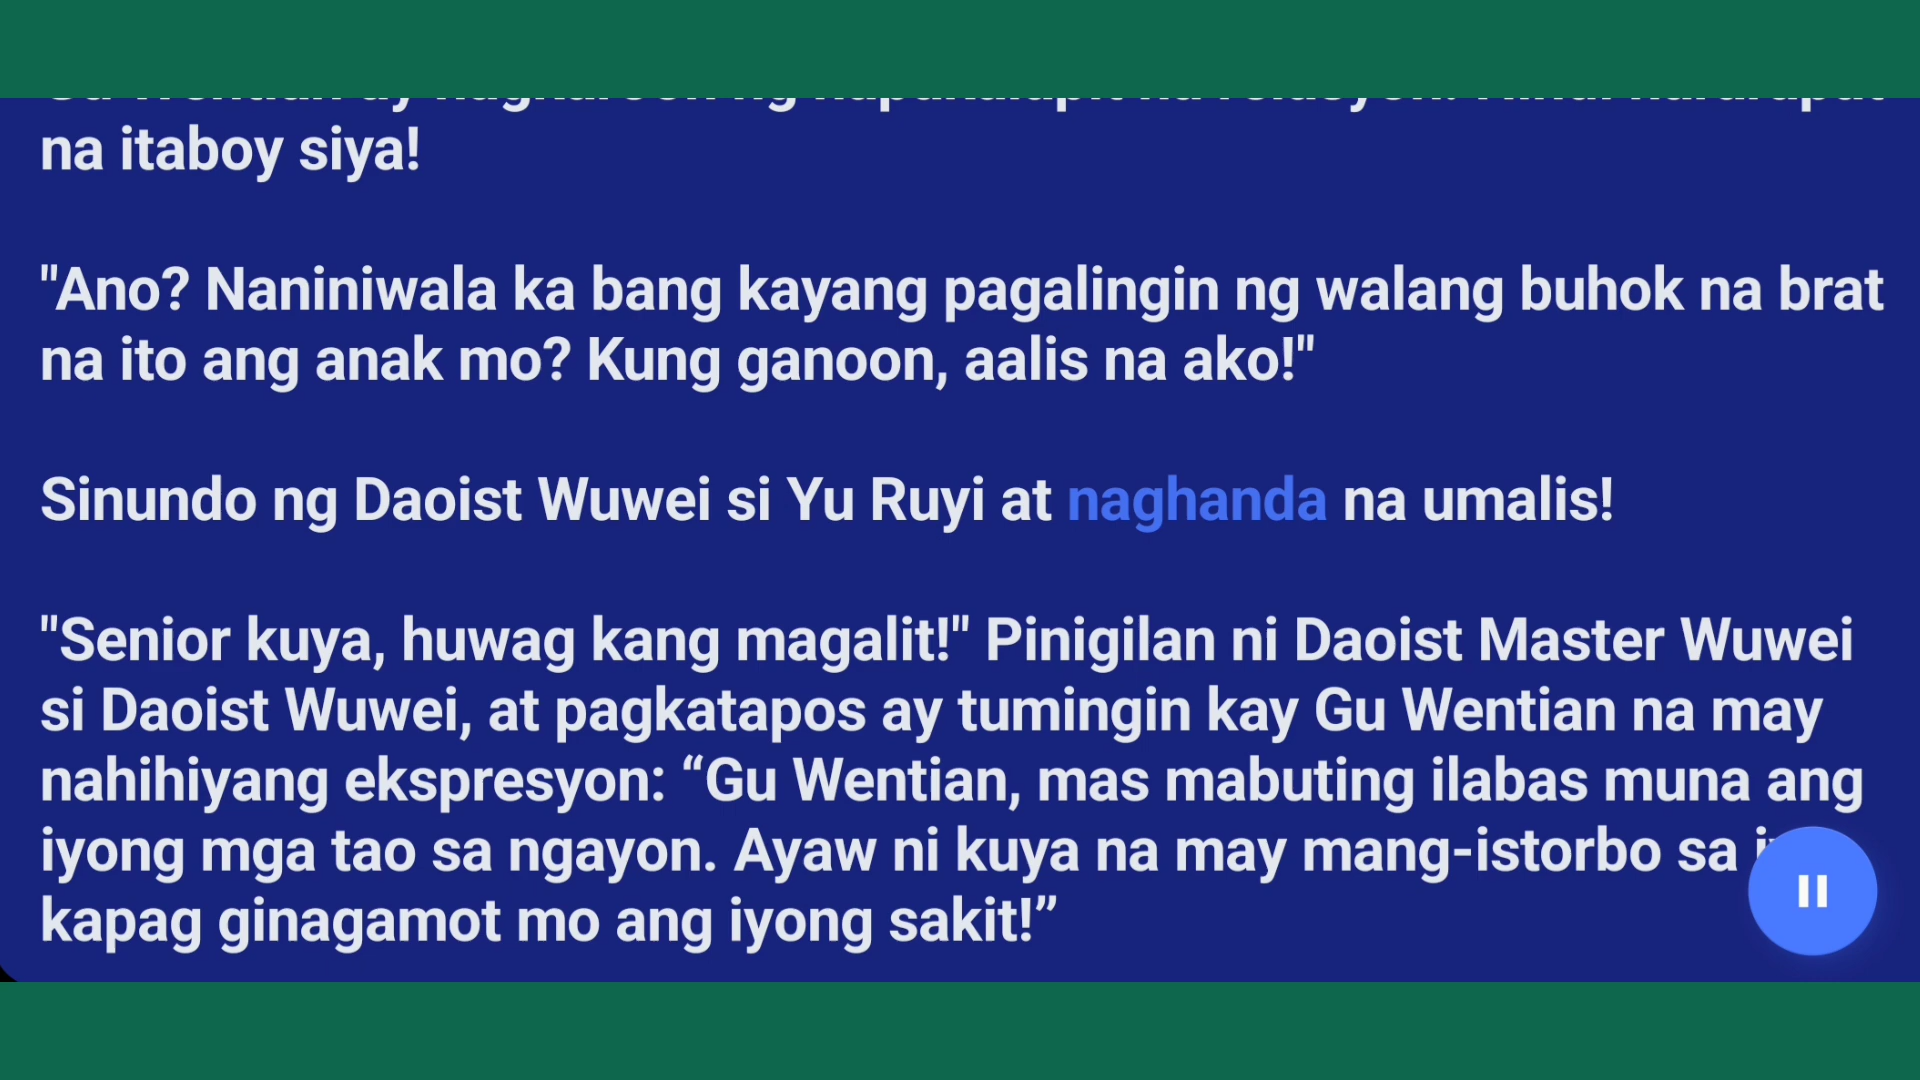 na itaboy siya!
"Ano? Naniniwala ka bang kayang pagalingin ng walang buhok na brat
na ito ang anak mo? Kung ganoon, aalis na ako!"
Sinundo ng Daoist Wuwei si Yu Ruyi at naghanda na umalis!
"Senior kuya, huwag kang magalit!" Pinigilan ni Daoist Master Wuwei
si Daoist Wuwei, at pagkatapos ay tumingin kay Gu Wentian na may
nahihiyang ekspresyon: “Gu Wentian, mas mabuting ilabas muna ang
iyong mga tao sa ngayon. Ayaw ni kuya na may mang-istorbo sa
kapag ginagamot mo ang iyong sakit!”